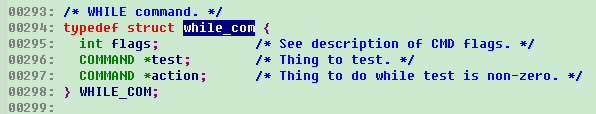 00293: /* WHILE command. */
00294: typedef struct while_com {
00295:   int flags;            /* See description of CMD flags. */
00296:   COMMAND *test;        /* Thing to test. */
00297:   COMMAND *action;      /* Thing to do while test is non-zero. */
00298: } WHILE_COM;
00299: